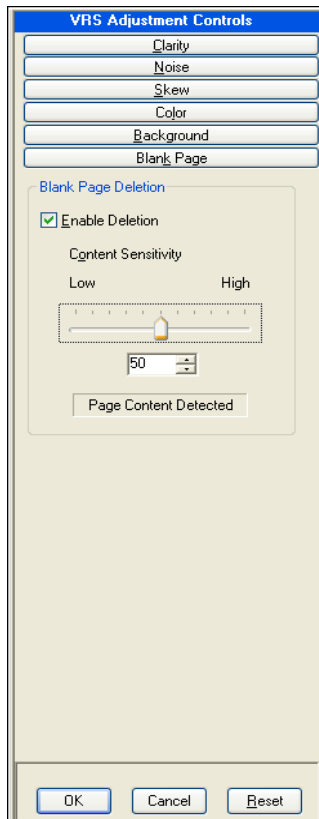 VRS Adjustment Controls
Clarity
Noise
Skew
Color
Background
Blank Page
Blank Page Deletion
Enable Deletion
Content Sensitivity
Low High
50
Page Content Detected
OK Cancel Reset